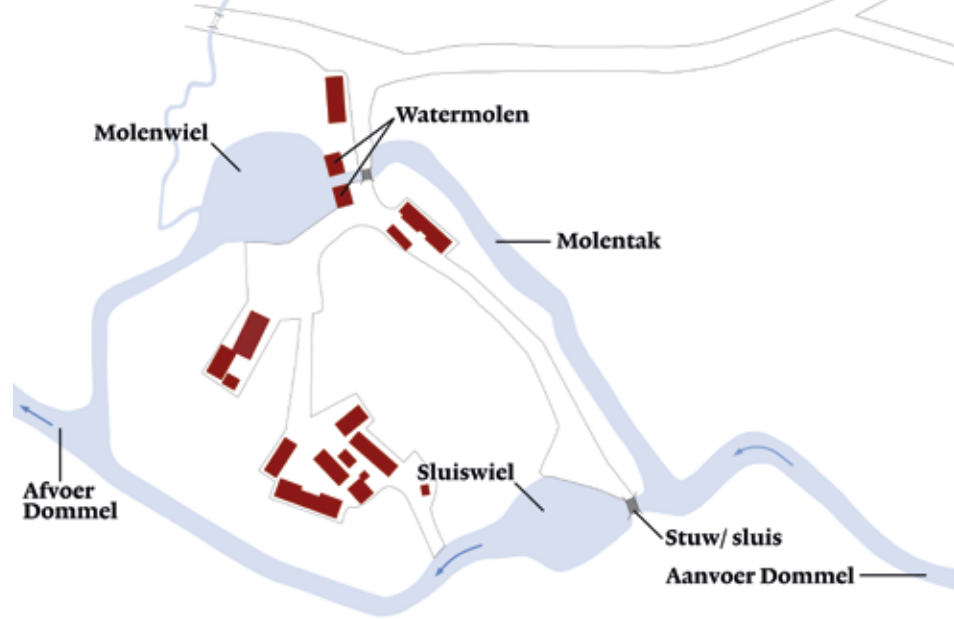 Watermolen
Molenwiel
Molentak
Sluiswiel
Afvoer
Dommel
Stuw/ sluis
Aanvoer Dommel